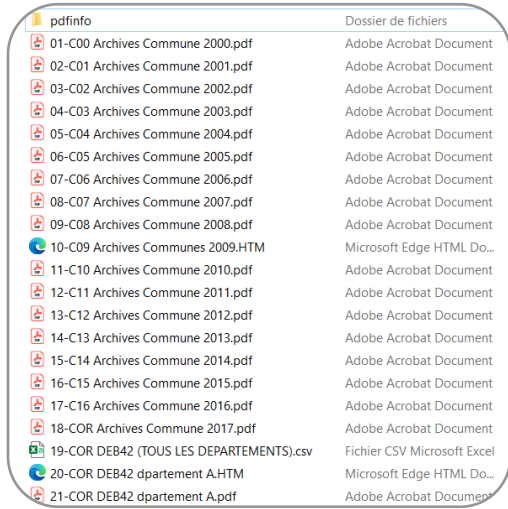 pdfinfo Dossier de fichiers
01-C00 Archives Commune 2000.pdf Adobe Acrobat Document
02-C01 Archives Commune 2001.pdf Adobe Acrobat Document
03-C02 Archives Commune 2002.pdf Adobe Acrobat Document
04-C03 Archives Commune 2003.pdf Adobe Acrobat Document
05-C04 Archives Commune 2004.pdf Adobe Acrobat Document
06-C05 Archives Commune 2005.pdf Adobe Acrobat Document
07-C06 Archives Commune 2006.pdf Adobe Acrobat Document
08-C07 Archives Commune 2007.pdf Adobe Acrobat Document
09-C08 Archives Commune 2008.pdf Adobe Acrobat Document
10-C09 Archives Communes 2009.HTM Microsoft Edge HTML Do...
11-C10 Archives Commune 2010.pdf Adobe Acrobat Document
12-C11 Archives Commune 2011.pdf Adobe Acrobat Document
13-C12 Archives Commune 2012.pdf Adobe Acrobat Document
14-C13 Archives Commune 2013.pdf Adobe Acrobat Document
15-C14 Archives Commune 2014.pdf Adobe Acrobat Document
16-C15 Archives Commune 2015.pdf Adobe Acrobat Document
17-C16 Archives Commune 2016.pdf Adobe Acrobat Document
18-COR Archives Commune 2017.pdf Adobe Acrobat Document
19-COR DEB42 (TOUS LES DEPARTEMENTS).csv Fichier CSV Microsoft Excel
20-COR DEB42 dpartement A.HTM Microsoft Edge HTML Do...
21-COR DEB42 dpartement A.pdf Adobe Acrobat Document